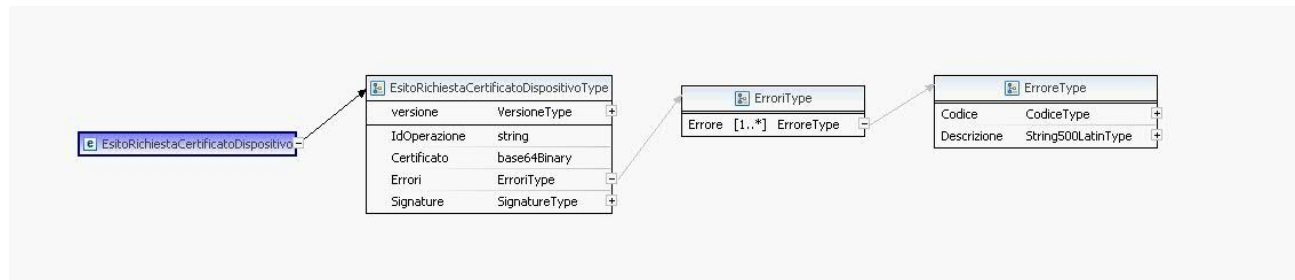 e EsitoRichiestaCertificatoDispositivo
EsitoRichiestaCertificatoDispositivoType
versione VersioneType
IdOperazione string
Certificato base64Binary
Errori ErroriType
Signature SignatureType
ErroriType
Errore [1..*] ErroreType
ErroreType
Codice CodiceType
Descrizione String500LatinType